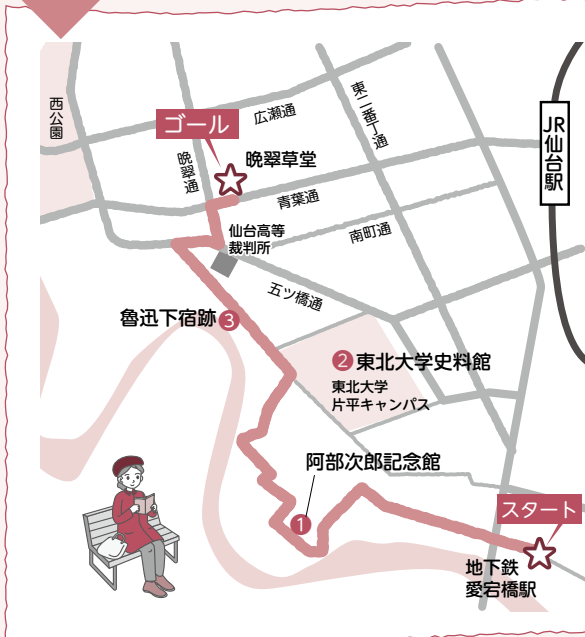 西公園
広瀬通
東二番丁通
JR仙台駅
ゴール
晩翠通
晩翠草堂
青葉通
仙台高等
裁判所
南町通
五ツ橋通
魯迅下宿跡 3
2 東北大学史料館
東北大学
片平キャンパス
阿部次郎記念館
1
スタート
地下鉄
愛宕橋駅